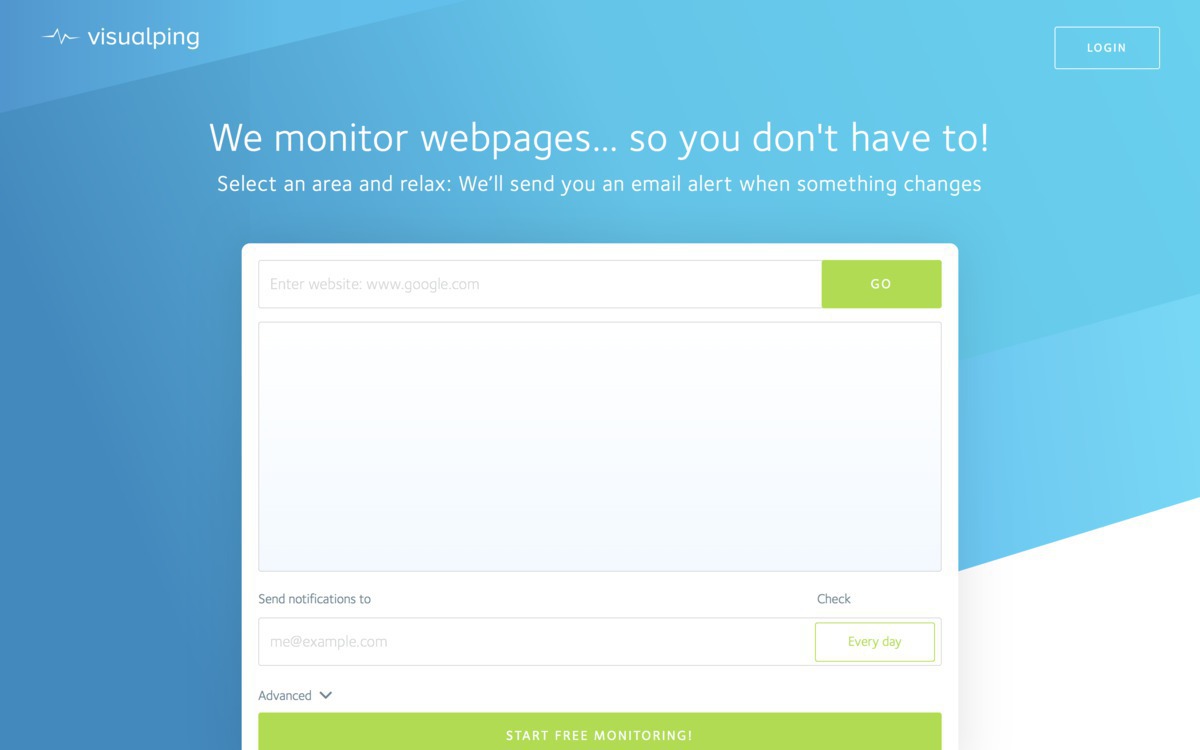 visualping
LOGIN
We monitor webpages... so you don't have to!
Select an area and relax: We’ll send you an email alert when something changes
Enter website: www.google.com
GO
Send notifications to
Check
me@example.com
Every day
Advanced
START FREE MONITORING!